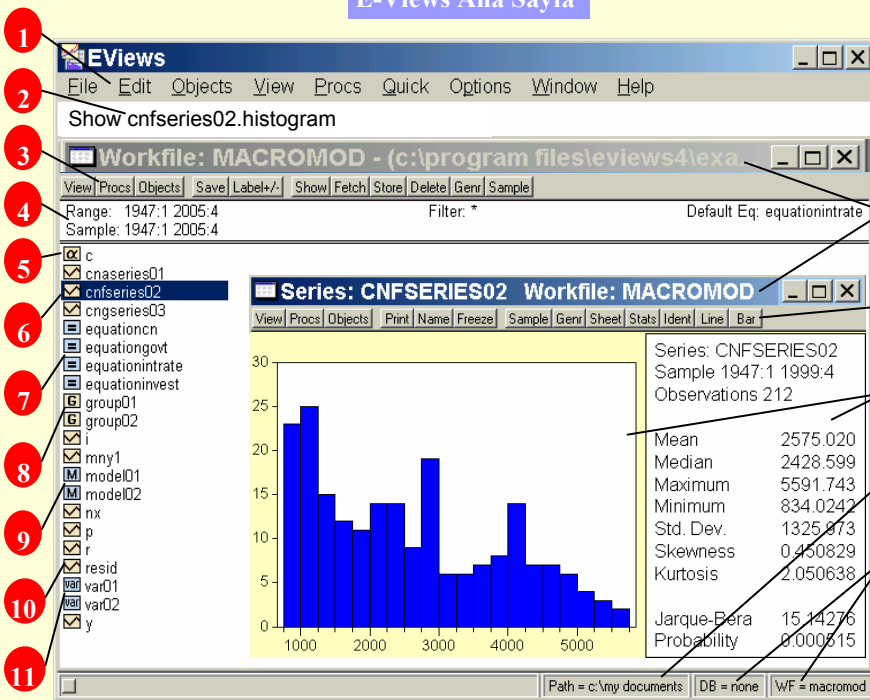 E-Views Ana Sayfa
1
EViews
File Edit Objects View Procs Quick Options Window Help
2
Show cnfseries02.histogram
3
Workfile: MACROMOD - (c:\program files\eviews4\exa.
View Procs Objects Save Label+/- Show Fetch Store Delete Genr Sample
4
Range: 1947:1 2005:4 Filter: * Default Eq: equationintrate
Sample: 1947:1 2005:4
5
c
cnaseries01
6
cnfseries02
cngseries03
equationcn
7
equationgovt
equationintrate
equationinvest
8
G group01
G group02
i
mny1
9
M model01
M model02
nx
p
r
10
resid
11
var var01
var var02
y
Series: CNFSERIES02 Workfile: MACROMOD
View Procs Objects Print Name Freeze Sample Genr Sheet Stats Ident Line Bar
30
25
20
15
10
5
0
1000 2000 3000 4000 5000
Series: CNFSERIES02
Sample 1947:1 1999:4
Observations 212
Mean 2575.020
Median 2428.599
Maximum 5591.743
Minimum 834.0242
Std. Dev. 1325.973
Skewness 0.450829
Kurtosis 2.050638
Jarque-Bera 15.14276
Probability 0.000515
Path = c:\my documents DB = none WF = macromod